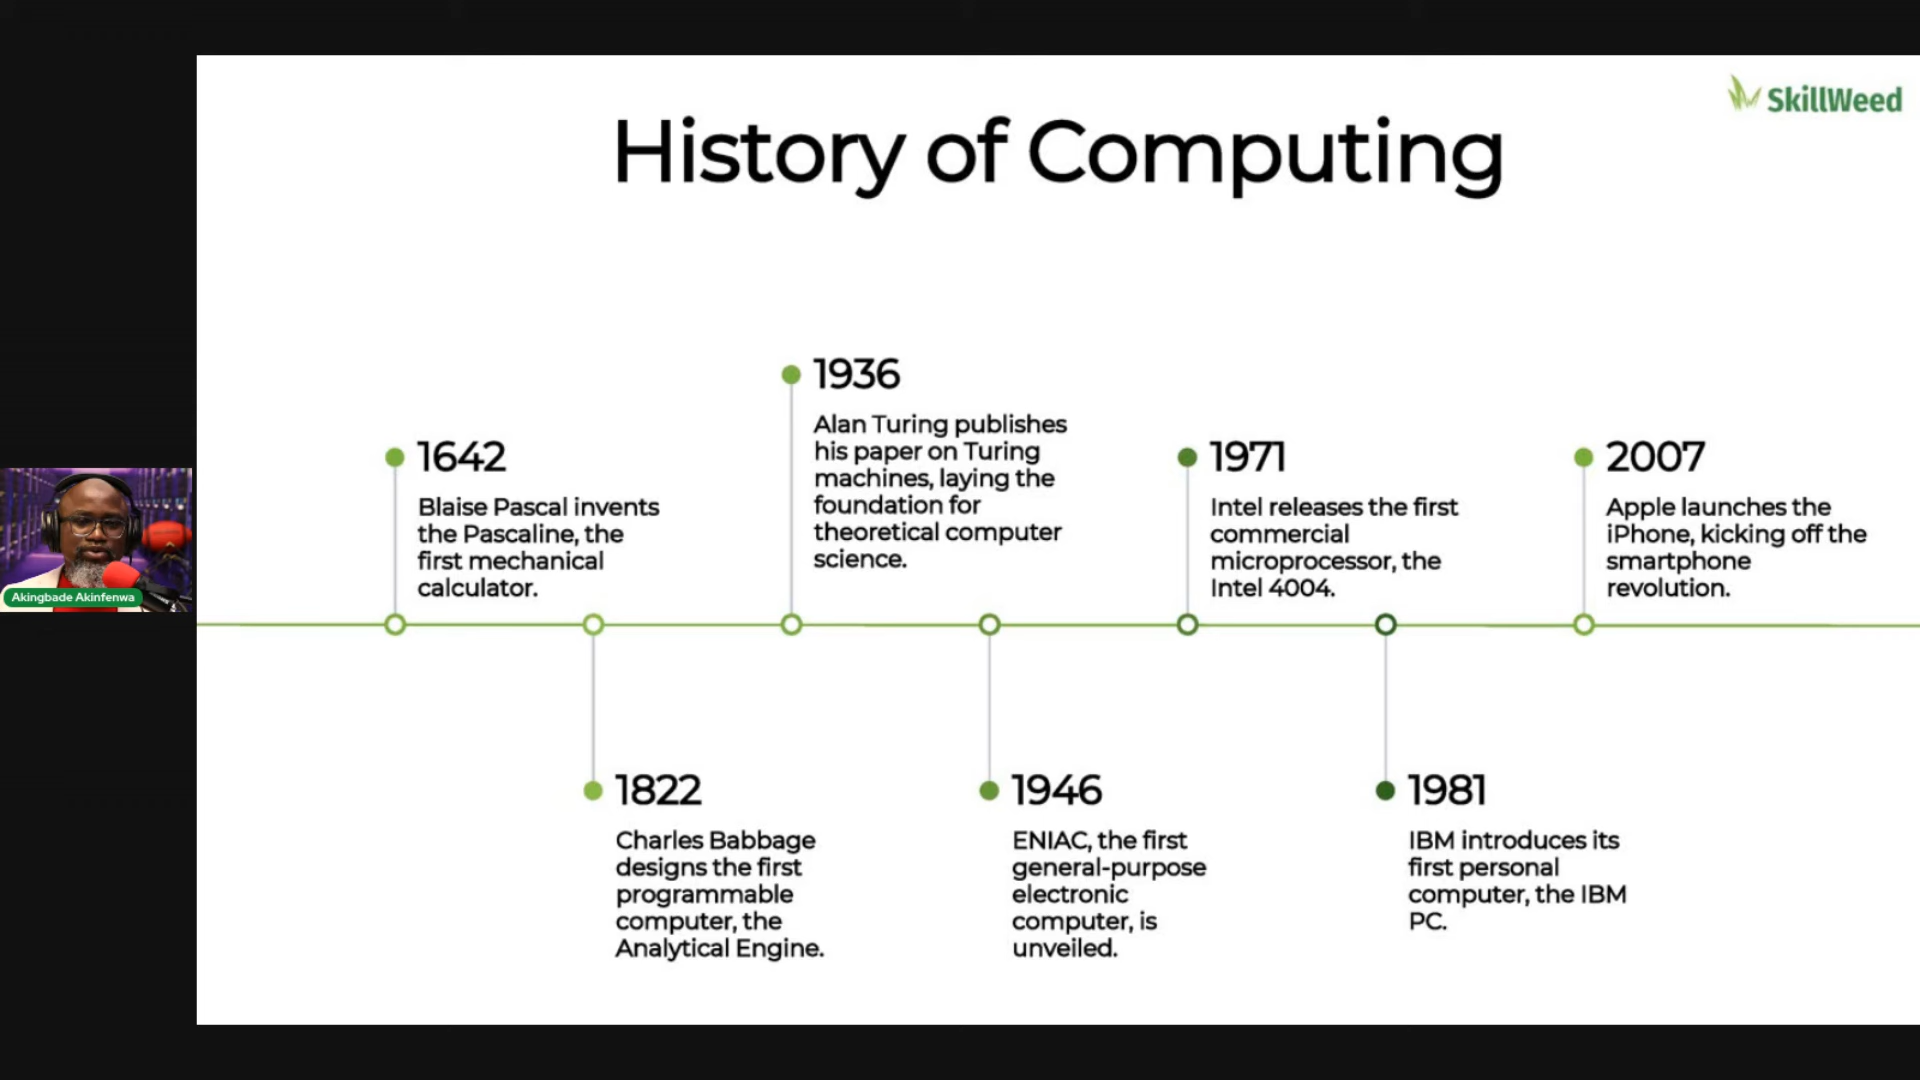 SkillWeed
History of Computing
1642
Blaise Pascal invents
the Pascaline, the
first mechanical
calculator.
1822
Charles Babbage
designs the first
programmable
computer, the
Analytical Engine.
1936
Alan Turing publishes
his paper on Turing
machines, laying the
foundation for
theoretical computer
science.
1946
ENIAC, the first
general-purpose
electronic
computer, is
unveiled.
1971
Intel releases the first
commercial
microprocessor, the
Intel 4004.
1981
IBM introduces its
first personal
computer, the IBM
PC.
2007
Apple launches the
iPhone, kicking off the
smartphone
revolution.
Akingbade Akinfenwa